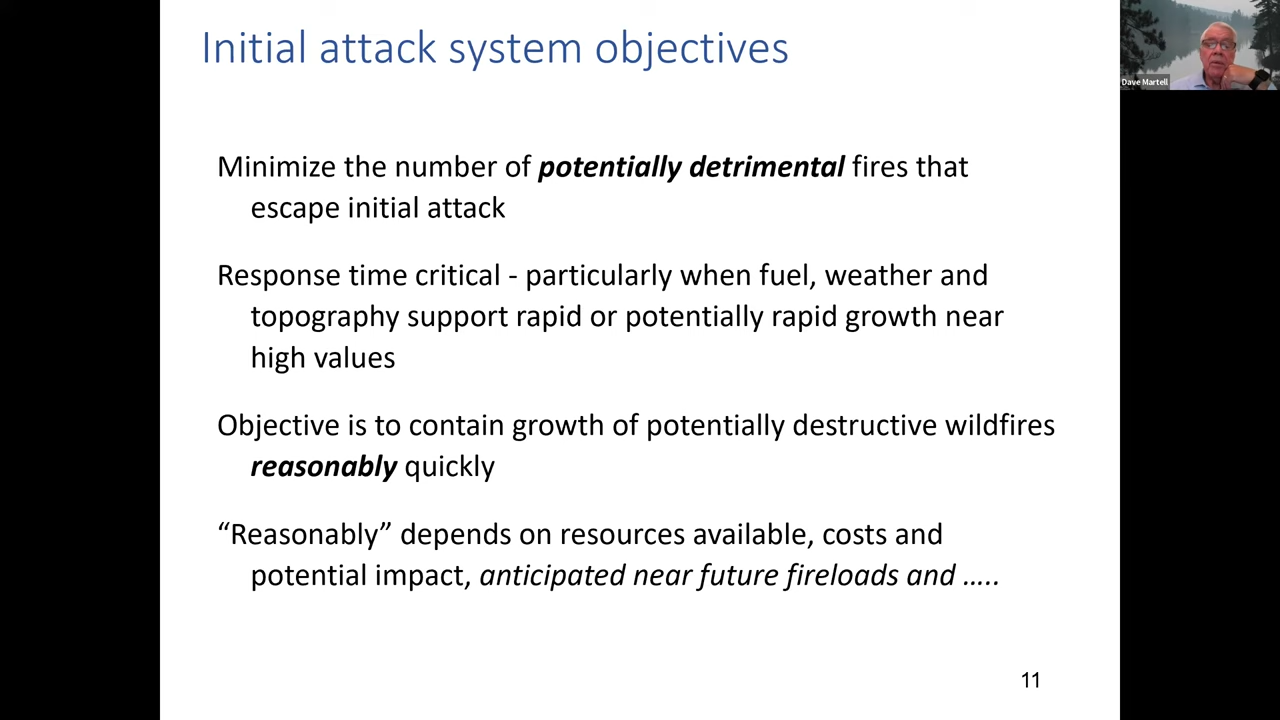 Initial attack system objectives
Dave Martell
Minimize the number of potentially detrimental fires that
escape initial attack
Response time critical - particularly when fuel, weather and
topography support rapid or potentially rapid growth near
high values
Objective is to contain growth of potentially destructive wildfires
reasonably quickly
“Reasonably” depends on resources available, costs and
potential impact, anticipated near future fireloads and …..
11